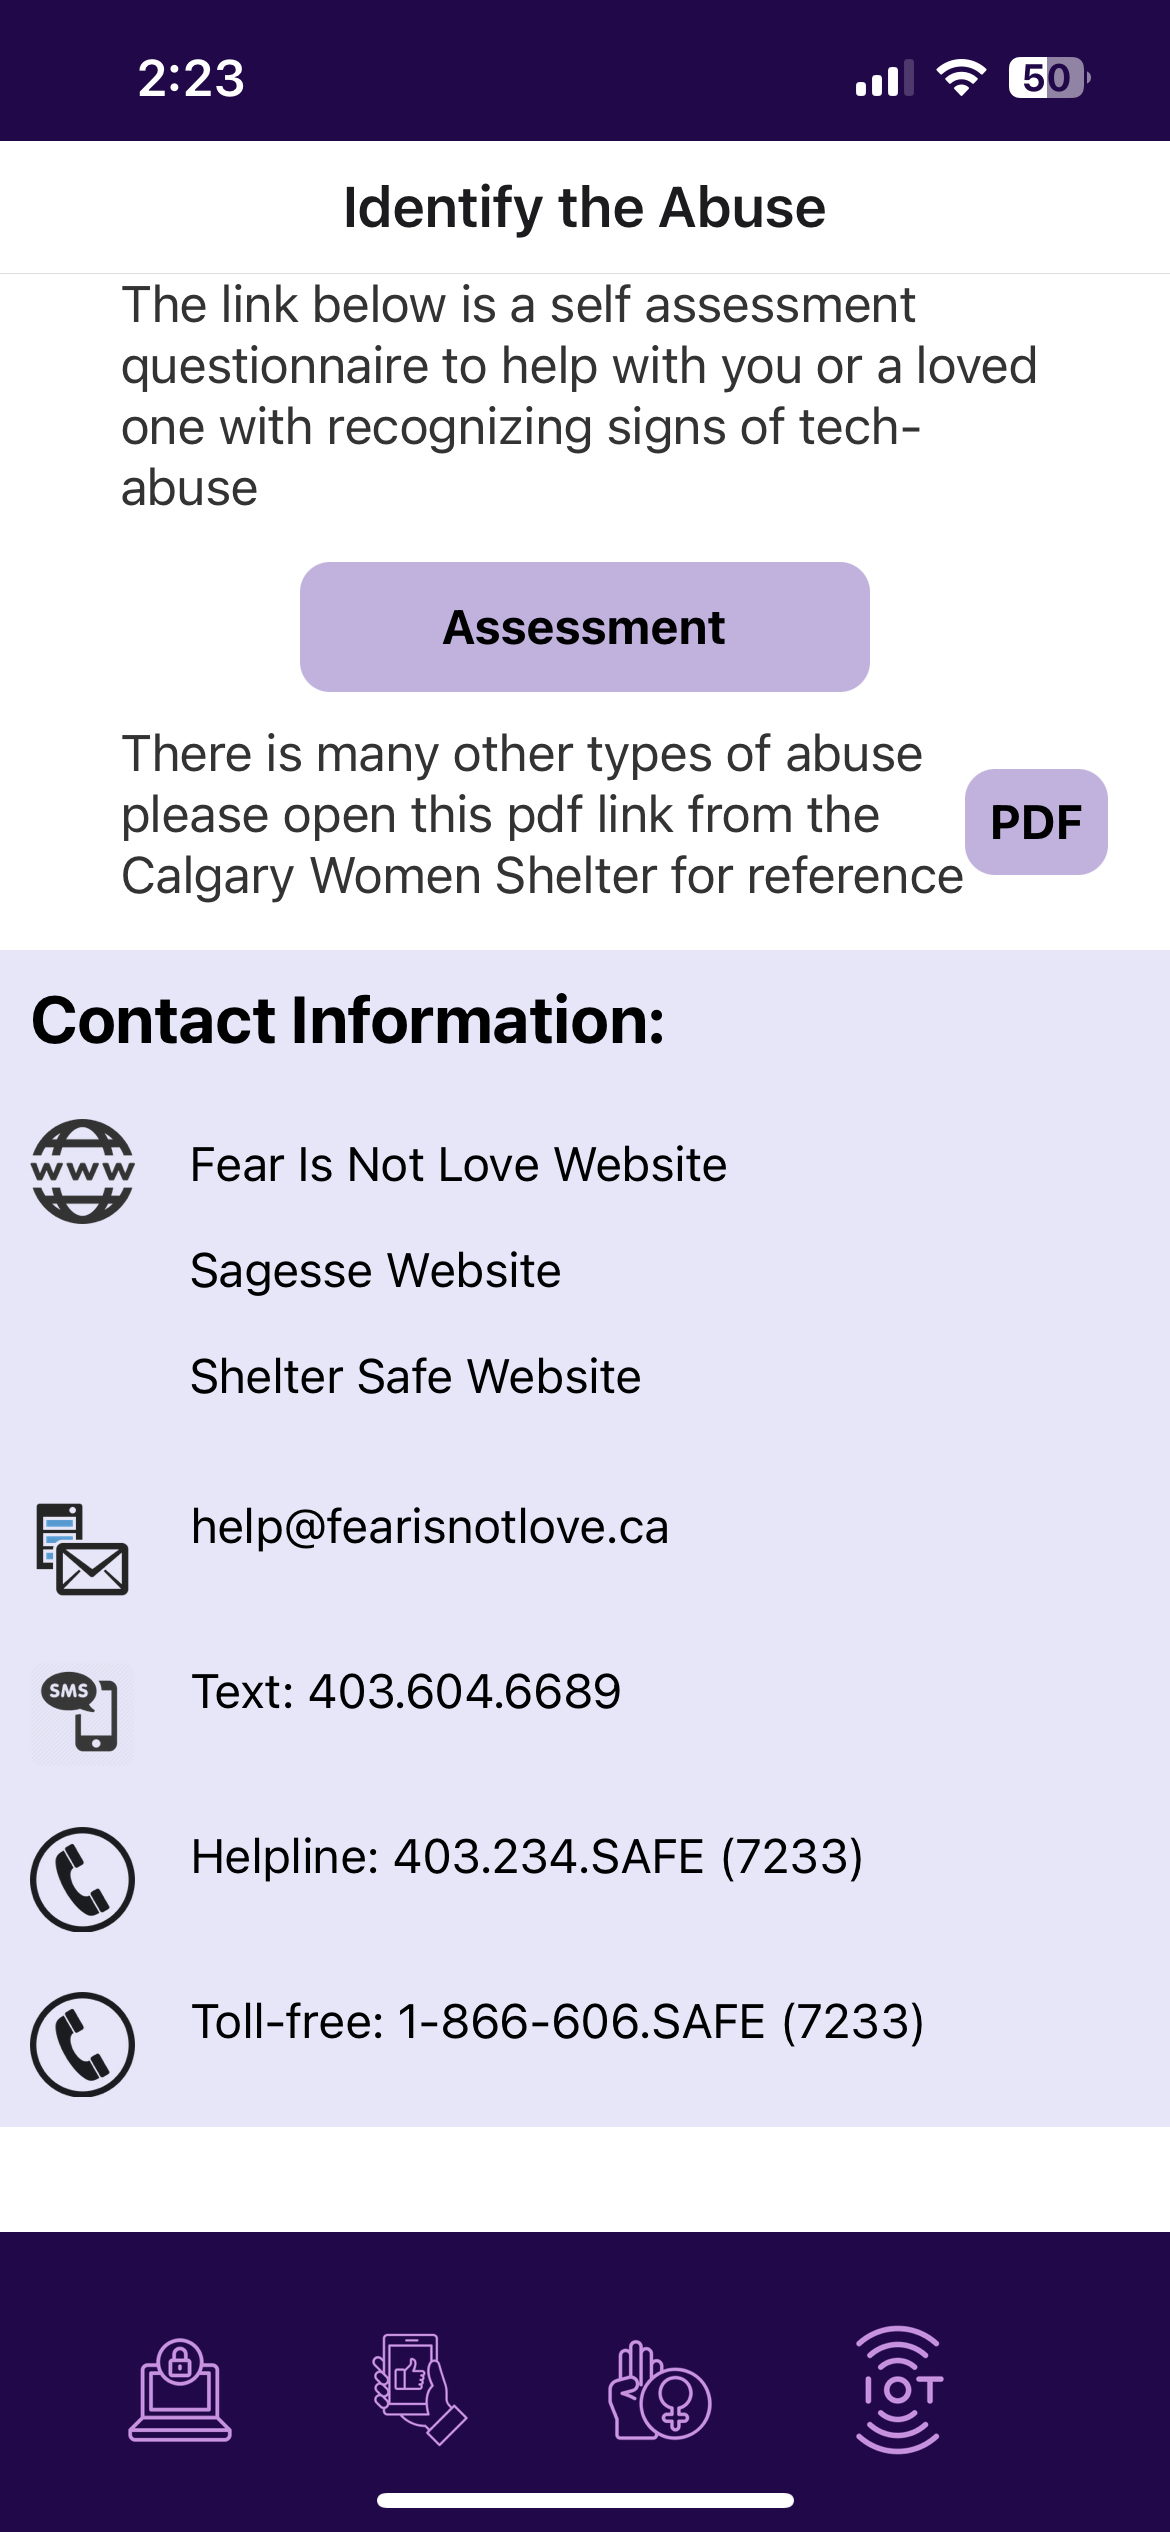 2:23
50
Identify the Abuse
The link below is a self assessment
questionnaire to help with you or a loved
one with recognizing signs of tech-
abuse
Assessment
There is many other types of abuse
please open this pdf link from the
Calgary Women Shelter for reference
PDF
Contact Information:
WWW
Fear Is Not Love Website
Sagesse Website
Shelter Safe Website
help@fearisnotlove.ca
SMS
Text: 403.604.6689
Helpline: 403.234.SAFE (7233)
Toll-free: 1-866-606.SAFE (7233)
IOT